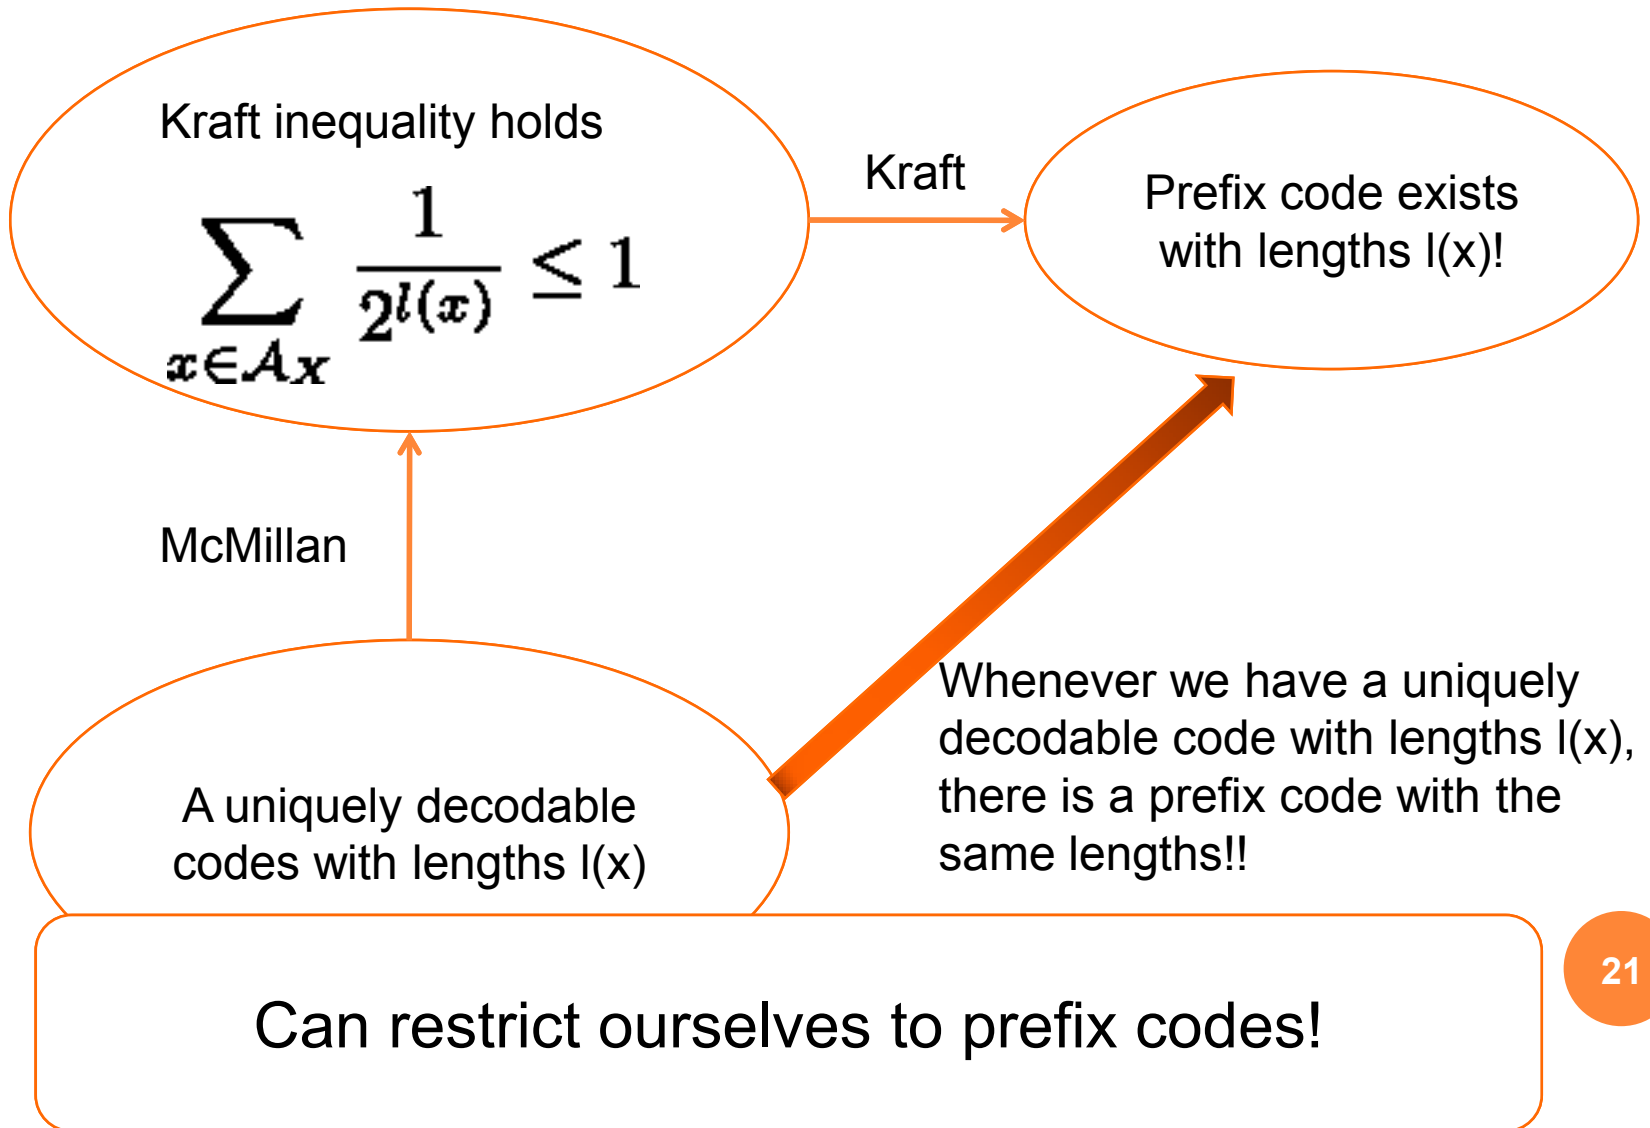 Kraft inequality holds
∑ 1/2^l(x) ≤ 1
x∈𝒜X
Kraft
Prefix code exists
with lengths l(x)!
McMillan
A uniquely decodable
codes with lengths l(x)
Whenever we have a uniquely
decodable code with lengths l(x),
there is a prefix code with the
same lengths!!
Can restrict ourselves to prefix codes!
21